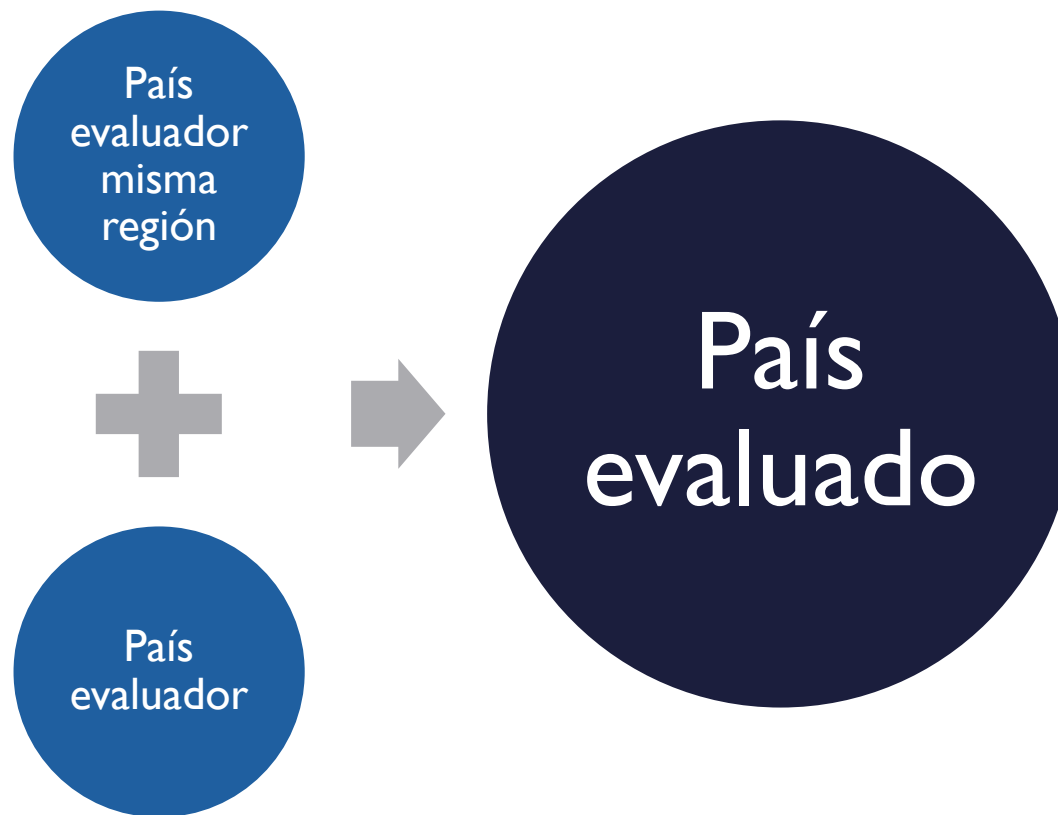 País
evaluador
misma
región
País
evaluador
País
evaluado